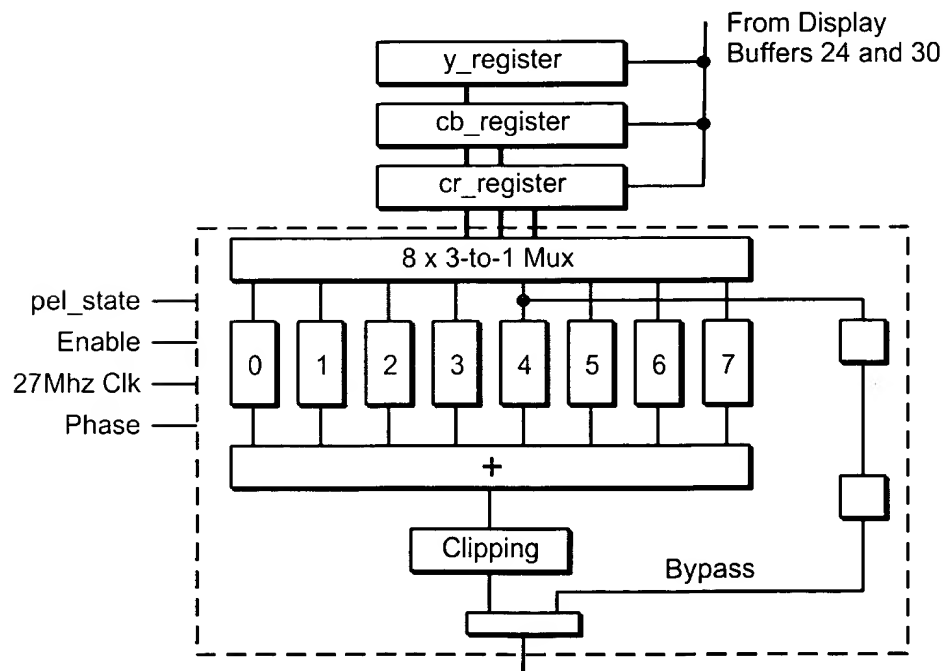 From Display
Buffers 24 and 30
y_register
cb_register
cr_register
8 x 3-to-1 Mux
pel_state
Enable
27Mhz Clk
Phase
0 1 2 3 4 5 6 7
+
Clipping
Bypass